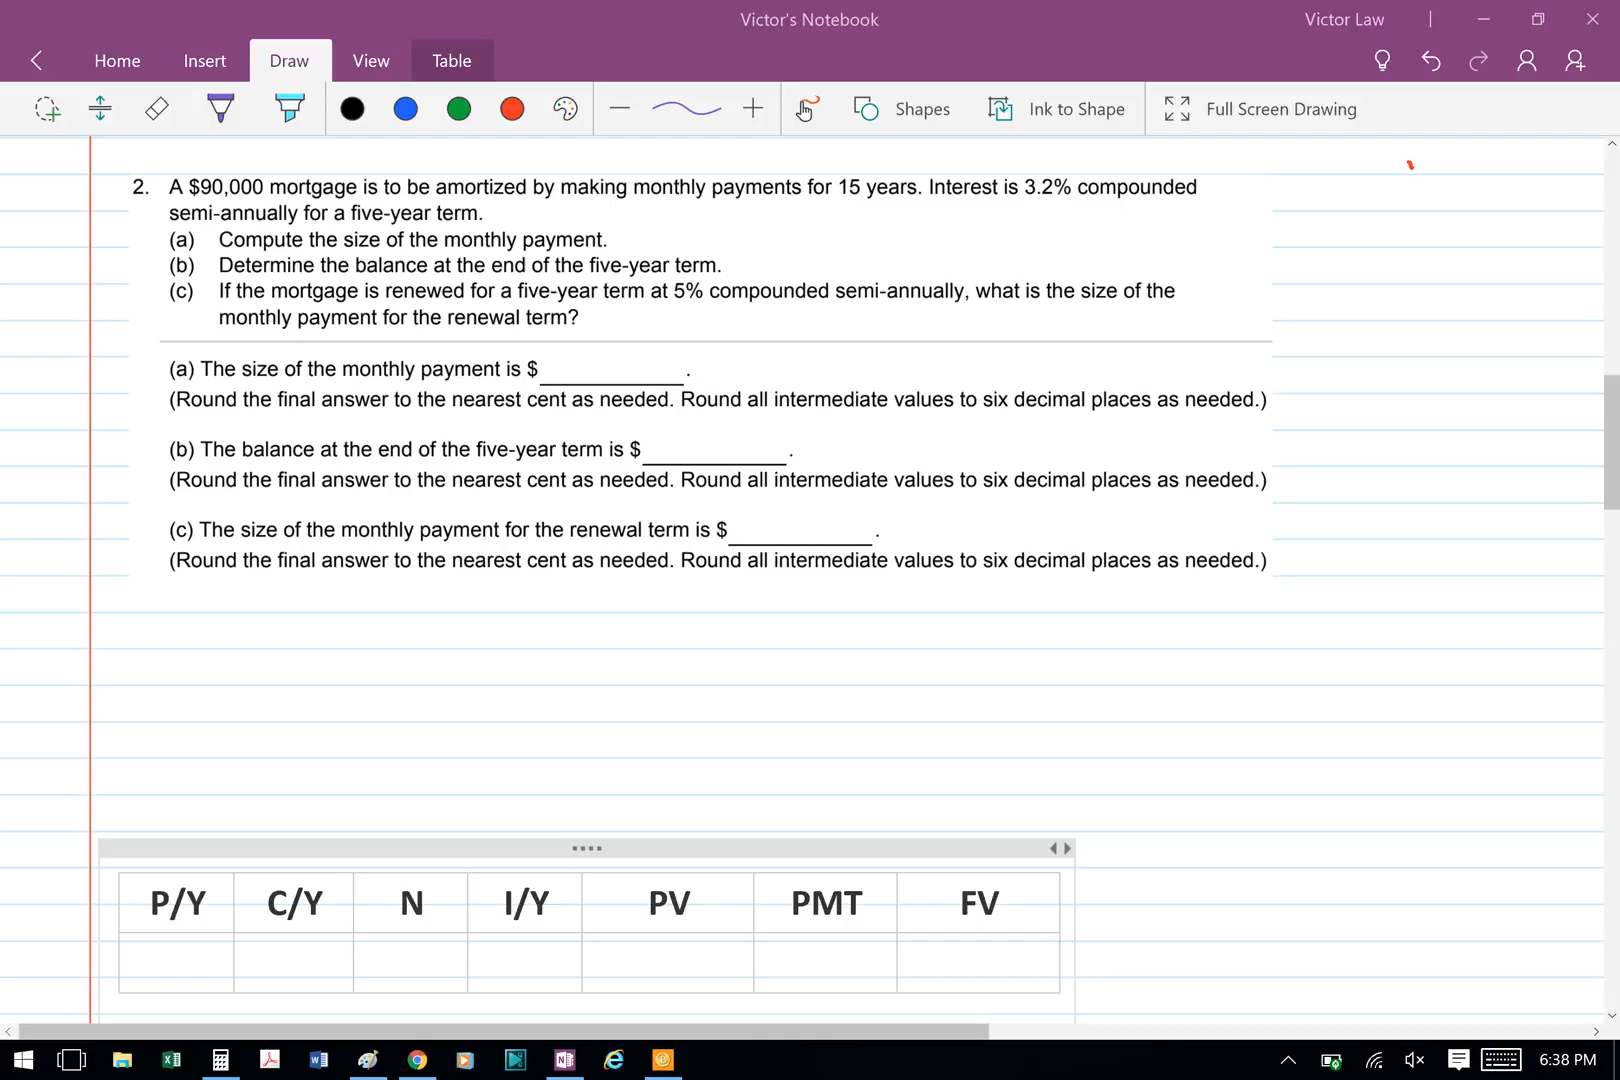 Victor's Notebook
Victor Law
Home Insert Draw View Table
Shapes Ink to Shape Full Screen Drawing
2. A $90,000 mortgage is to be amortized by making monthly payments for 15 years. Interest is 3.2% compounded
semi-annually for a five-year term.
(a) Compute the size of the monthly payment.
(b) Determine the balance at the end of the five-year term.
(c) If the mortgage is renewed for a five-year term at 5% compounded semi-annually, what is the size of the
monthly payment for the renewal term?
(a) The size of the monthly payment is $____________.
(Round the final answer to the nearest cent as needed. Round all intermediate values to six decimal places as needed.)
(b) The balance at the end of the five-year term is $____________.
(Round the final answer to the nearest cent as needed. Round all intermediate values to six decimal places as needed.)
(c) The size of the monthly payment for the renewal term is $____________.
(Round the final answer to the nearest cent as needed. Round all intermediate values to six decimal places as needed.)
P/Y C/Y N I/Y PV PMT FV
6:38 PM